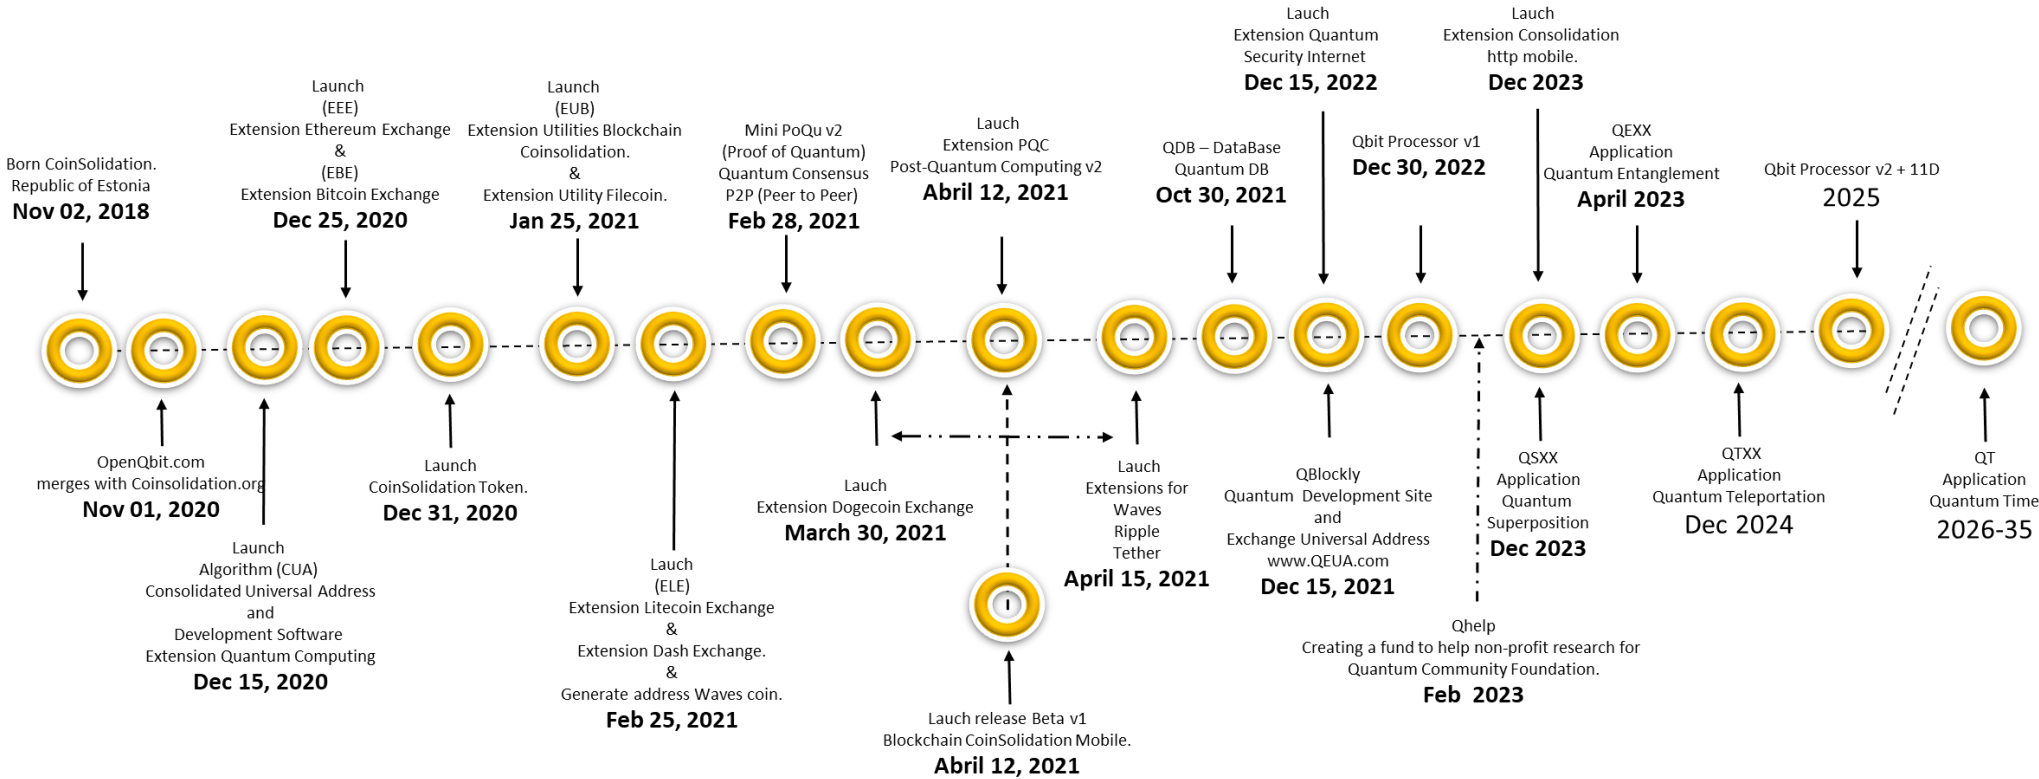 Born CoinSolidation.
Republic of Estonia
Nov 02, 2018
OpenQbit.com
merges with Coinsolidation.org
Nov 01, 2020
Launch
Algorithm (CUA)
Consolidated Universal Address
and
Development Software
Extension Quantum Computing
Dec 15, 2020
Launch
(EEE)
Extension Ethereum Exchange
&
(EBE)
Extension Bitcoin Exchange
Dec 25, 2020
Launch
CoinSolidation Token.
Dec 31, 2020
Launch
(EUB)
Extension Utilities Blockchain
Coinsolidation.
&
Extension Utility Filecoin.
Jan 25, 2021
Lauch
(ELE)
Extension Litecoin Exchange
&
Extension Dash Exchange.
&
Generate address Waves coin.
Feb 25, 2021
Mini PoQu v2
(Proof of Quantum)
Quantum Consensus
P2P (Peer to Peer)
Feb 28, 2021
Lauch
Extension Dogecoin Exchange
March 30, 2021
Lauch
Extension PQC
Post-Quantum Computing v2
Abril 12, 2021
Lauch release Beta v1
Blockchain CoinSolidation Mobile.
Abril 12, 2021
Lauch
Extensions for
Waves
Ripple
Tether
April 15, 2021
QDB – DataBase
Quantum DB
Oct 30, 2021
QBlockly
Quantum Development Site
and
Exchange Universal Address
www.QEUA.com
Dec 15, 2021
Lauch
Extension Quantum
Security Internet
Dec 15, 2022
Qbit Processor v1
Dec 30, 2022
Qhelp
Creating a fund to help non-profit research for
Quantum Community Foundation.
Feb 2023
Lauch
Extension Consolidation
http mobile.
Dec 2023
QSXX
Application
Quantum
Superposition
Dec 2023
QEXX
Application
Quantum Entanglement
April 2023
QTXX
Application
Quantum Teleportation
Dec 2024
Qbit Processor v2 + 11D
2025
QT
Application
Quantum Time
2026-35